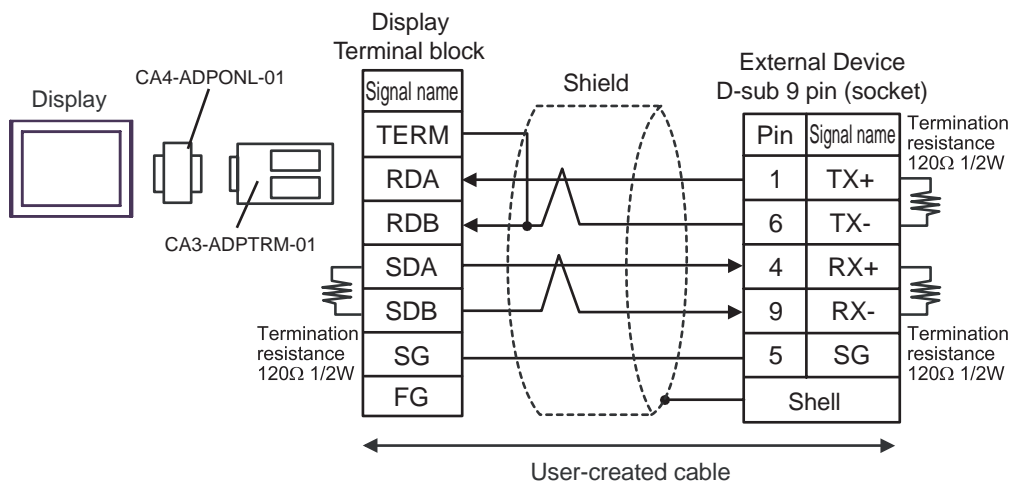 Display
CA4-ADPONL-01
CA3-ADPTRM-01
Display
Terminal block
Signal name
TERM
RDA
RDB
SDA
SDB
SG
FG
Termination
resistance
120Ω 1/2W
Shield
External Device
D-sub 9 pin (socket)
Pin Signal name
1 TX+
6 TX-
4 RX+
9 RX-
5 SG
Shell
Termination
resistance
120Ω 1/2W
Termination
resistance
120Ω 1/2W
User-created cable